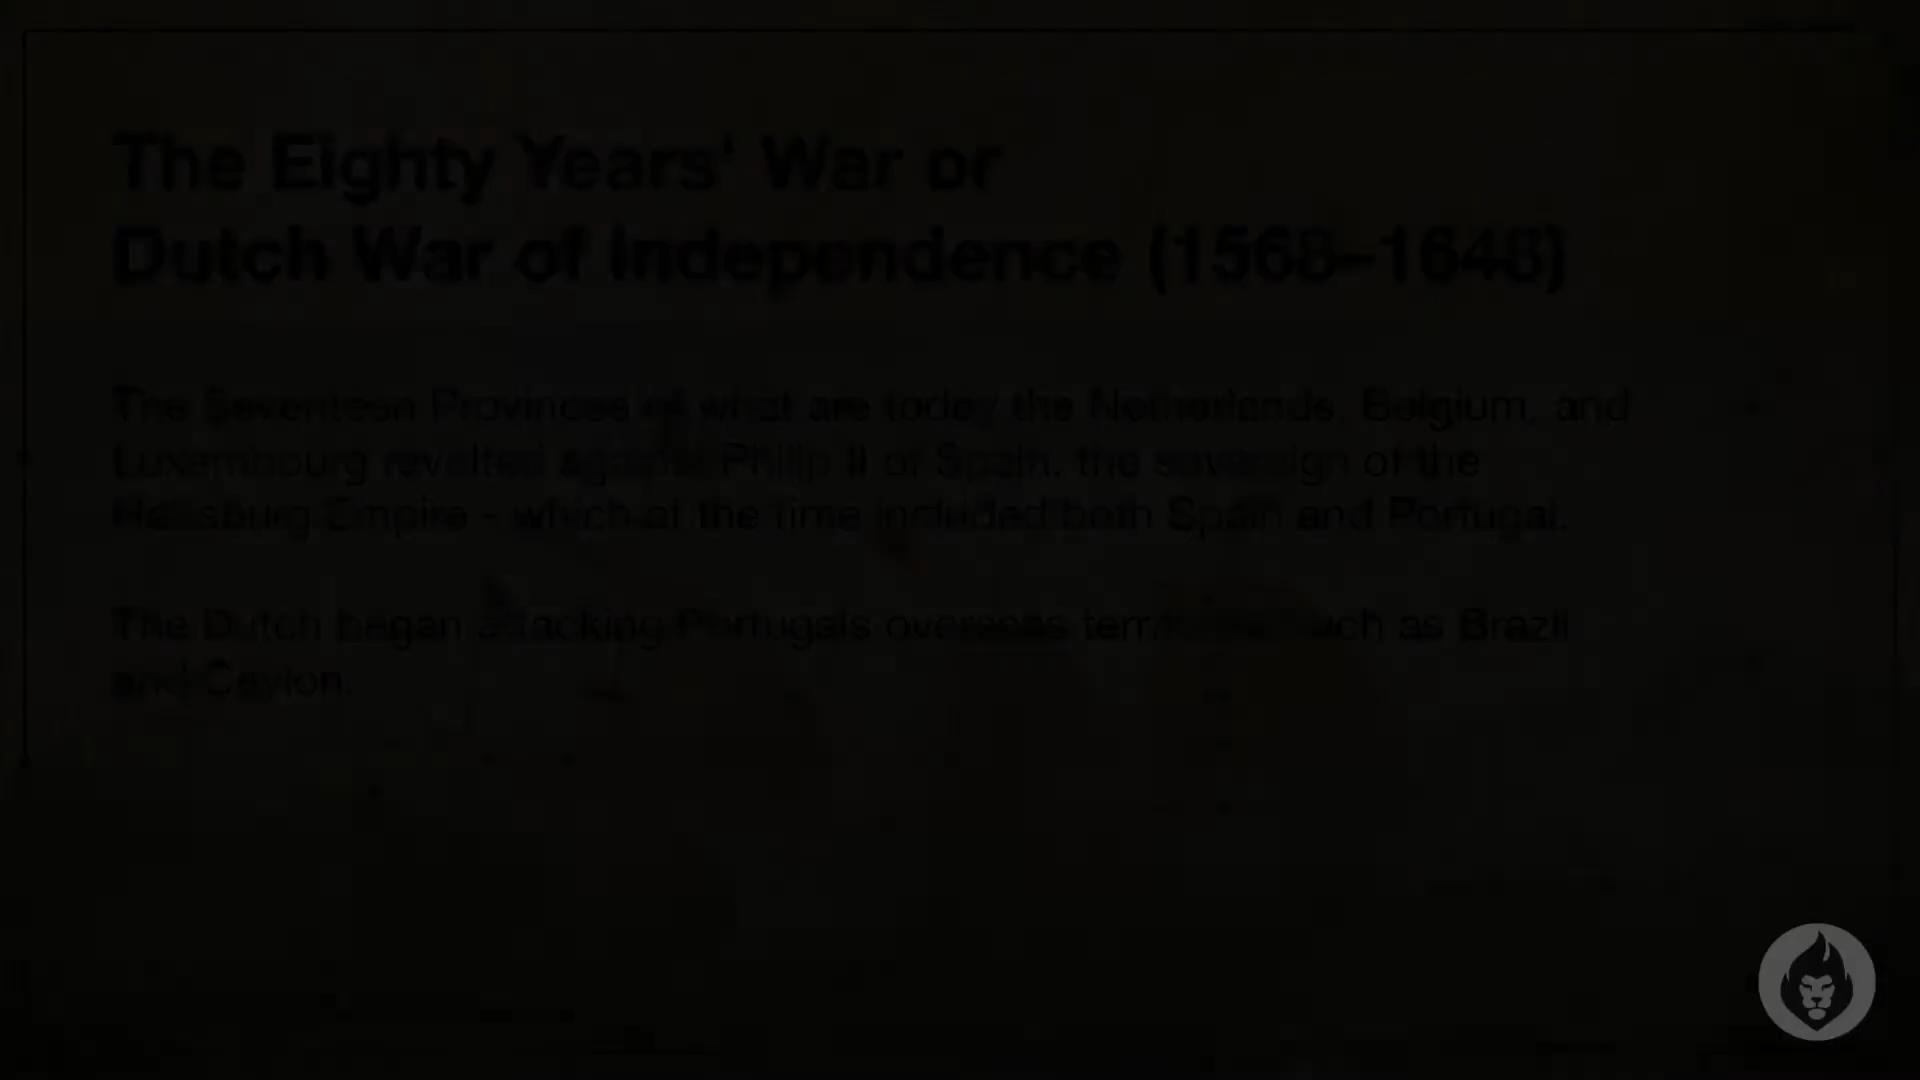 The Eighty Years' War or
Dutch War of Independence (1568–1648)
The Seventeen Provinces of what are today the Netherlands, Belgium, and
Luxembourg revolted against Philip II of Spain, the sovereign of the
Habsburg Empire - which at the time included both Spain and Portugal.
The Dutch began attacking Portugals overseas territories such as Brazil
and Ceylon.